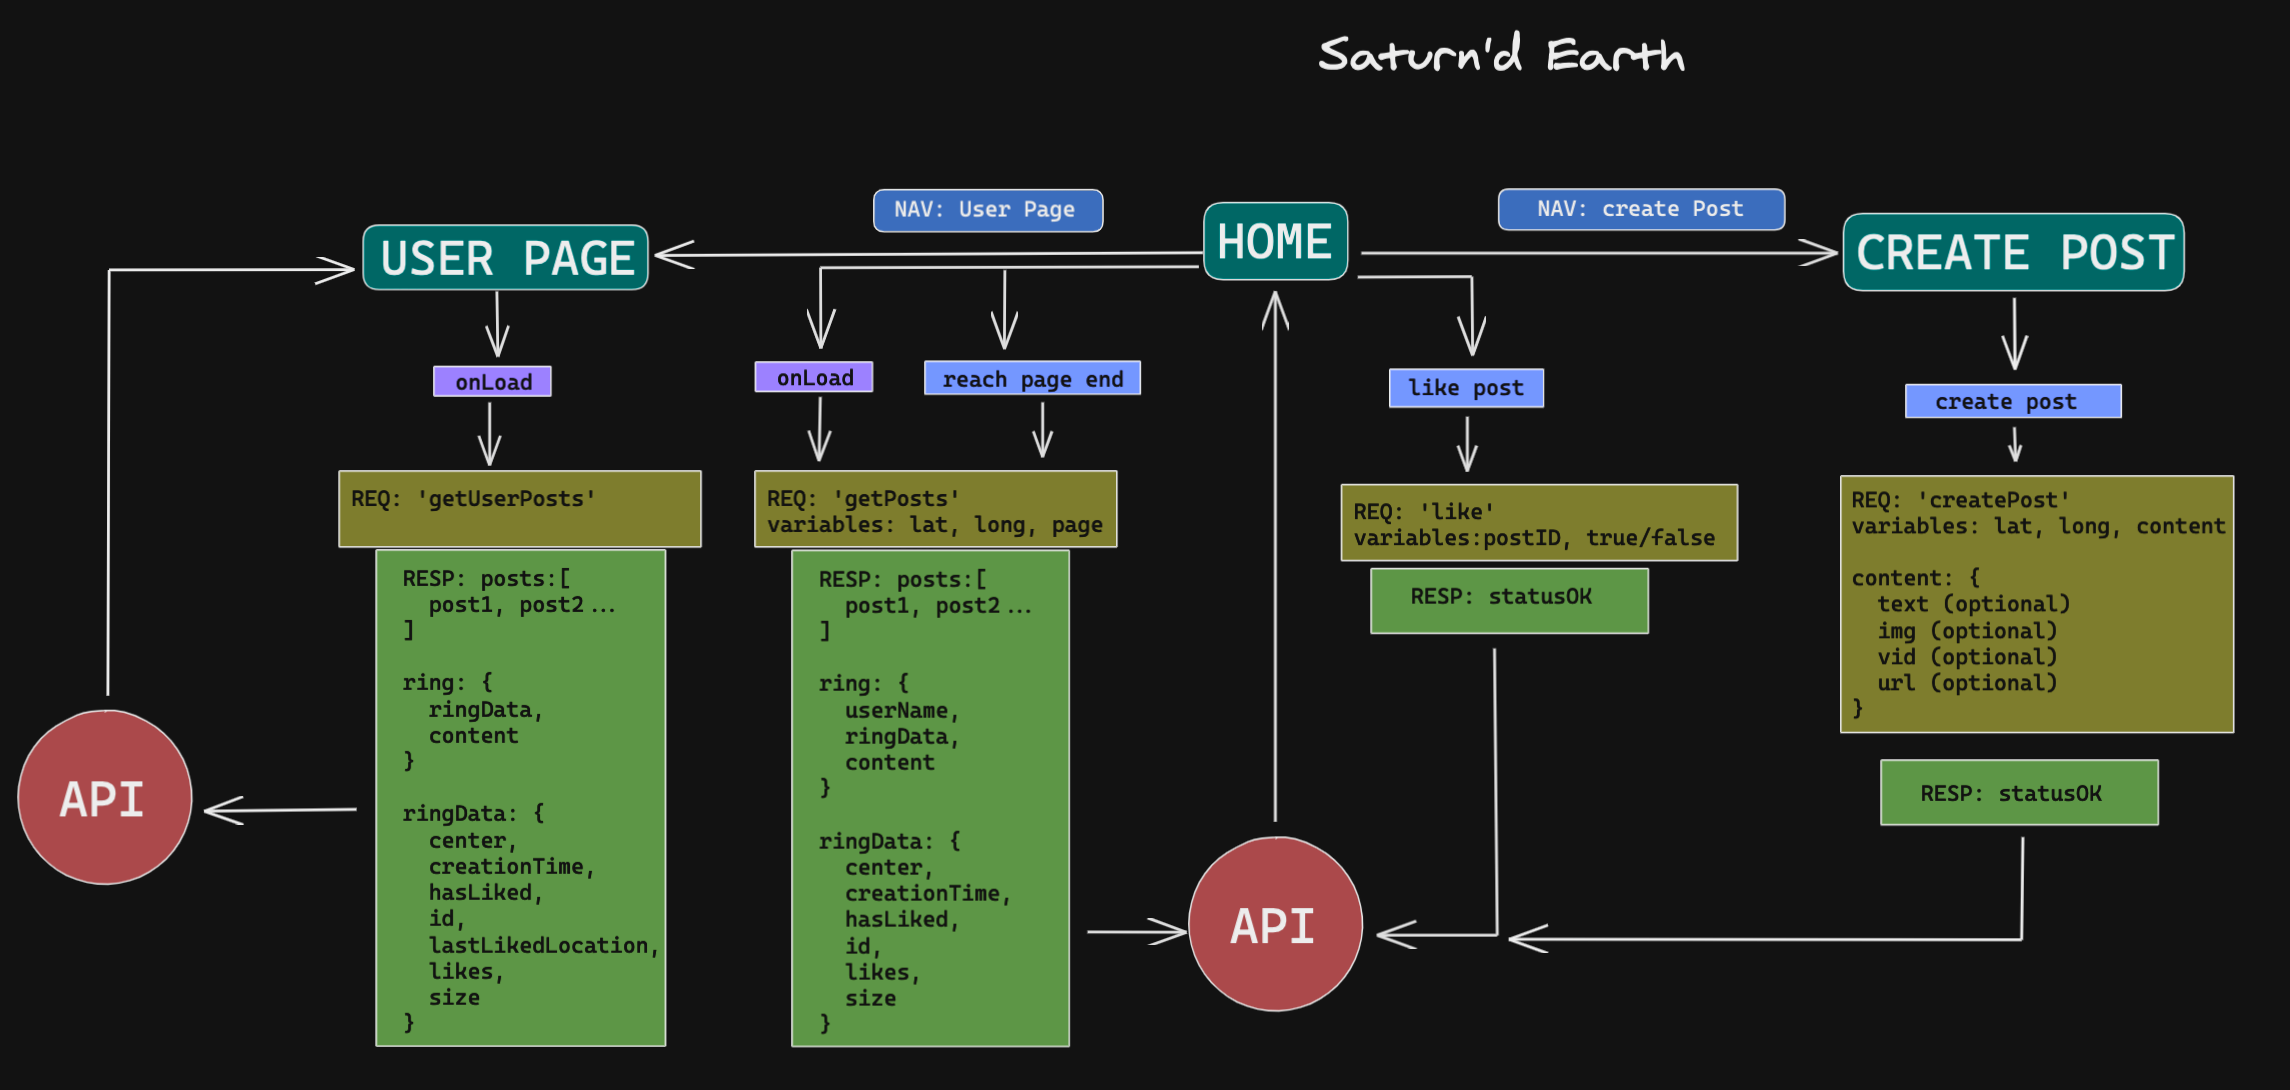 Saturn'd Earth
NAV: User Page
NAV: create Post
USER PAGE
HOME
CREATE POST
onLoad
onLoad
reach page end
like post
create post
REQ: 'getUserPosts'
RESP: posts:[
  post1, post2...
]
ring: {
  ringData,
  content
}
ringData: {
  center,
  creationTime,
  hasLiked,
  id,
  lastLikedLocation,
  likes,
  size
}
API
REQ: 'getPosts'
variables: lat, long, page
RESP: posts:[
  post1, post2...
]
ring: {
  userName,
  ringData,
  content
}
ringData: {
  center,
  creationTime,
  hasLiked,
  id,
  likes,
  size
}
API
REQ: 'like'
variables:postID, true/false
RESP: statusOK
REQ: 'createPost'
variables: lat, long, content
content: {
  text (optional)
  img (optional)
  vid (optional)
  url (optional)
}
RESP: statusOK